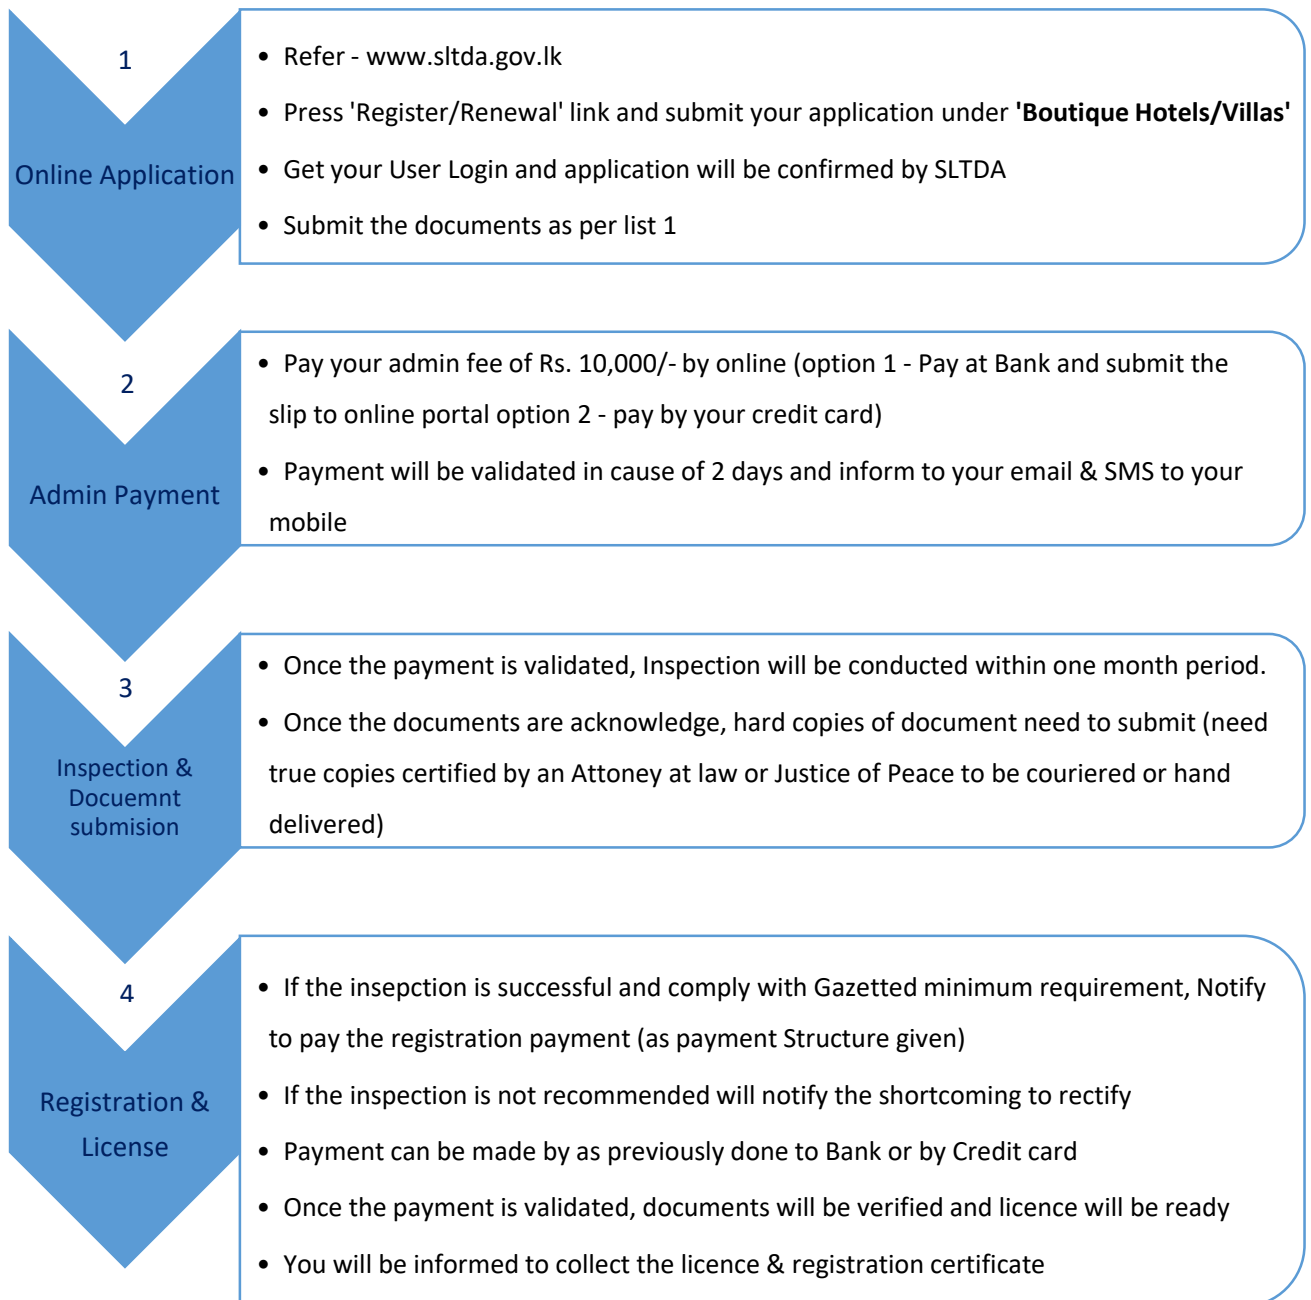 1
Online Application
• Refer - www.sltda.gov.lk
• Press 'Register/Renewal' link and submit your application under 'Boutique Hotels/Villas'
• Get your User Login and application will be confirmed by SLTDA
• Submit the documents as per list 1
2
Admin Payment
• Pay your admin fee of Rs. 10,000/- by online (option 1 - Pay at Bank and submit the
slip to online portal option 2 - pay by your credit card)
• Payment will be validated in cause of 2 days and inform to your email & SMS to your
mobile
3
Inspection &
Docuemnt
submision
• Once the payment is validated, Inspection will be conducted within one month period.
• Once the documents are acknowledge, hard copies of document need to submit (need
true copies certified by an Attoney at law or Justice of Peace to be couriered or hand
delivered)
4
Registration &
License
• If the insepction is successful and comply with Gazetted minimum requirement, Notify
to pay the registration payment (as payment Structure given)
• If the inspection is not recommended will notify the shortcoming to rectify
• Payment can be made by as previously done to Bank or by Credit card
• Once the payment is validated, documents will be verified and licence will be ready
• You will be informed to collect the licence & registration certificate